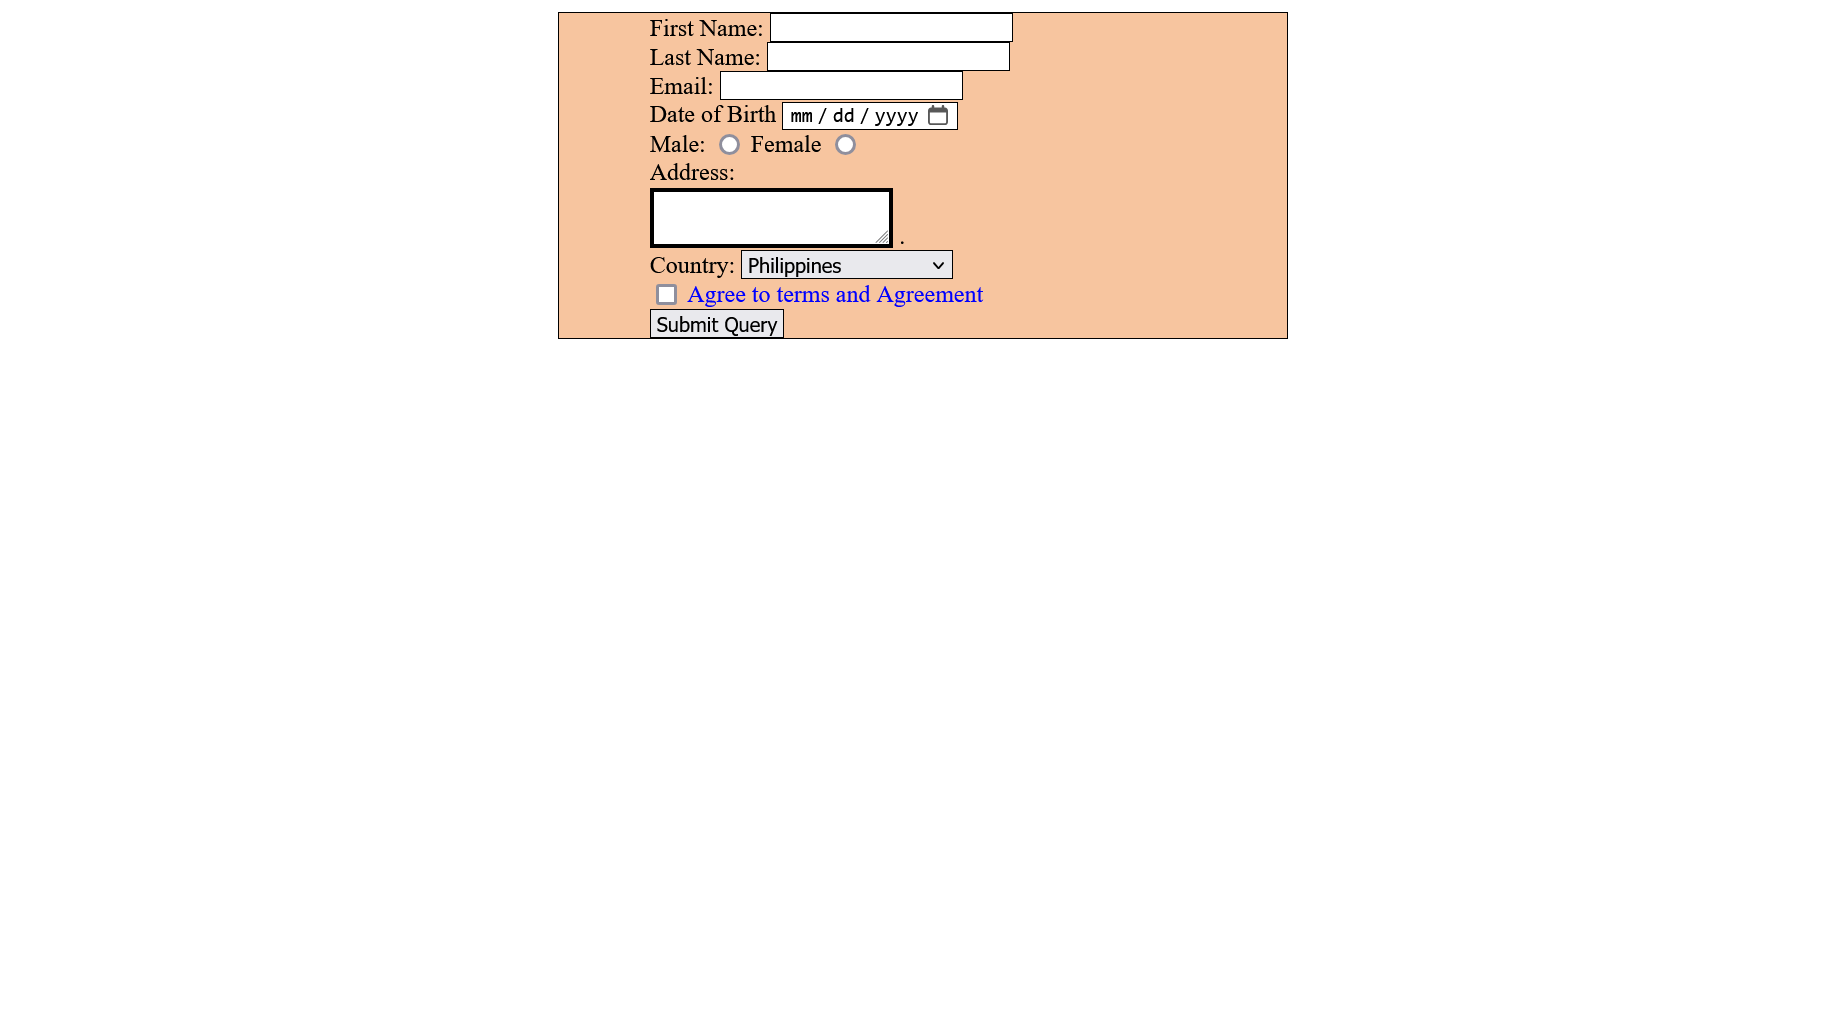 First Name:
Last Name:
Email:
Date of Birth mm / dd / yyyy
Male: Female
Address:
.
Country: Philippines
Agree to terms and Agreement
Submit Query